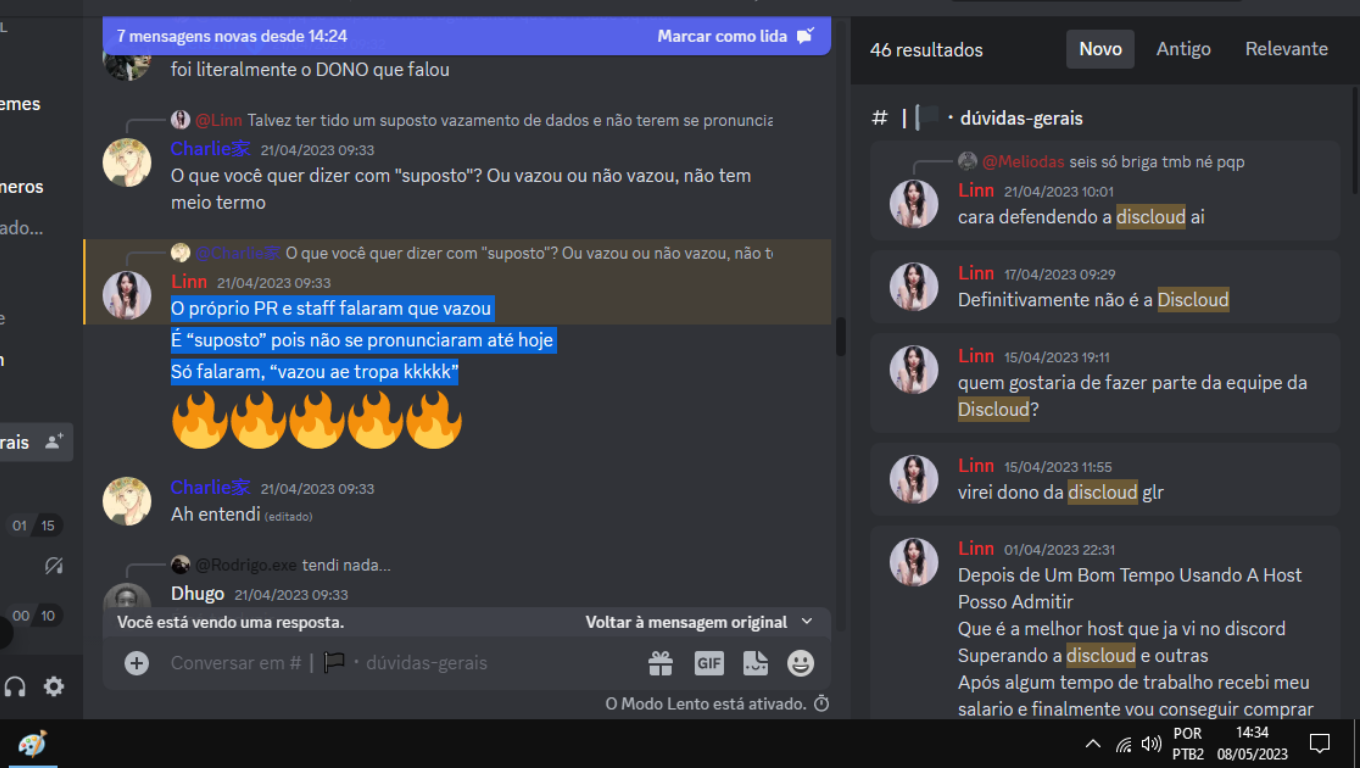 7 mensagens novas desde 14:24
Marcar como lida
foi literalmente o DONO que falou
@Linn Talvez ter tido um suposto vazamento de dados e não terem se pronuncia
Charlie家 21/04/2023 09:33
O que você quer dizer com "suposto"? Ou vazou ou não vazou, não tem
meio termo
@Charlie家 O que você quer dizer com "suposto"? Ou vazou ou não vazou, não te
Linn 21/04/2023 09:33
O próprio PR e staff falaram que vazou
É “suposto” pois não se pronunciaram até hoje
Só falaram, “vazou ae tropa kkkkk”
Charlie家 21/04/2023 09:33
Ah entendi (editado)
@Rodrigo.exe tendi nada...
Dhugo 21/04/2023 09:33
Você está vendo uma resposta.
Voltar à mensagem original
Conversar em # | · dúvidas-gerais
GIF
O Modo Lento está ativado.
L
emes
neros
ado...
e
n
rais
01 15
00 10
46 resultados
Novo
Antigo
Relevante
# | · dúvidas-gerais
@Meliodas seis só briga tmb né pqp
Linn 21/04/2023 10:01
cara defendendo a discloud ai
Linn 17/04/2023 09:29
Definitivamente não é a Discloud
Linn 15/04/2023 19:11
quem gostaria de fazer parte da equipe da
Discloud?
Linn 15/04/2023 11:55
virei dono da discloud glr
Linn 01/04/2023 22:31
Depois de Um Bom Tempo Usando A Host
Posso Admitir
Que é a melhor host que ja vi no discord
Superando a discloud e outras
Após algum tempo de trabalho recebi meu
salario e finalmente vou conseguir comprar
POR
PTB2
14:34
08/05/2023